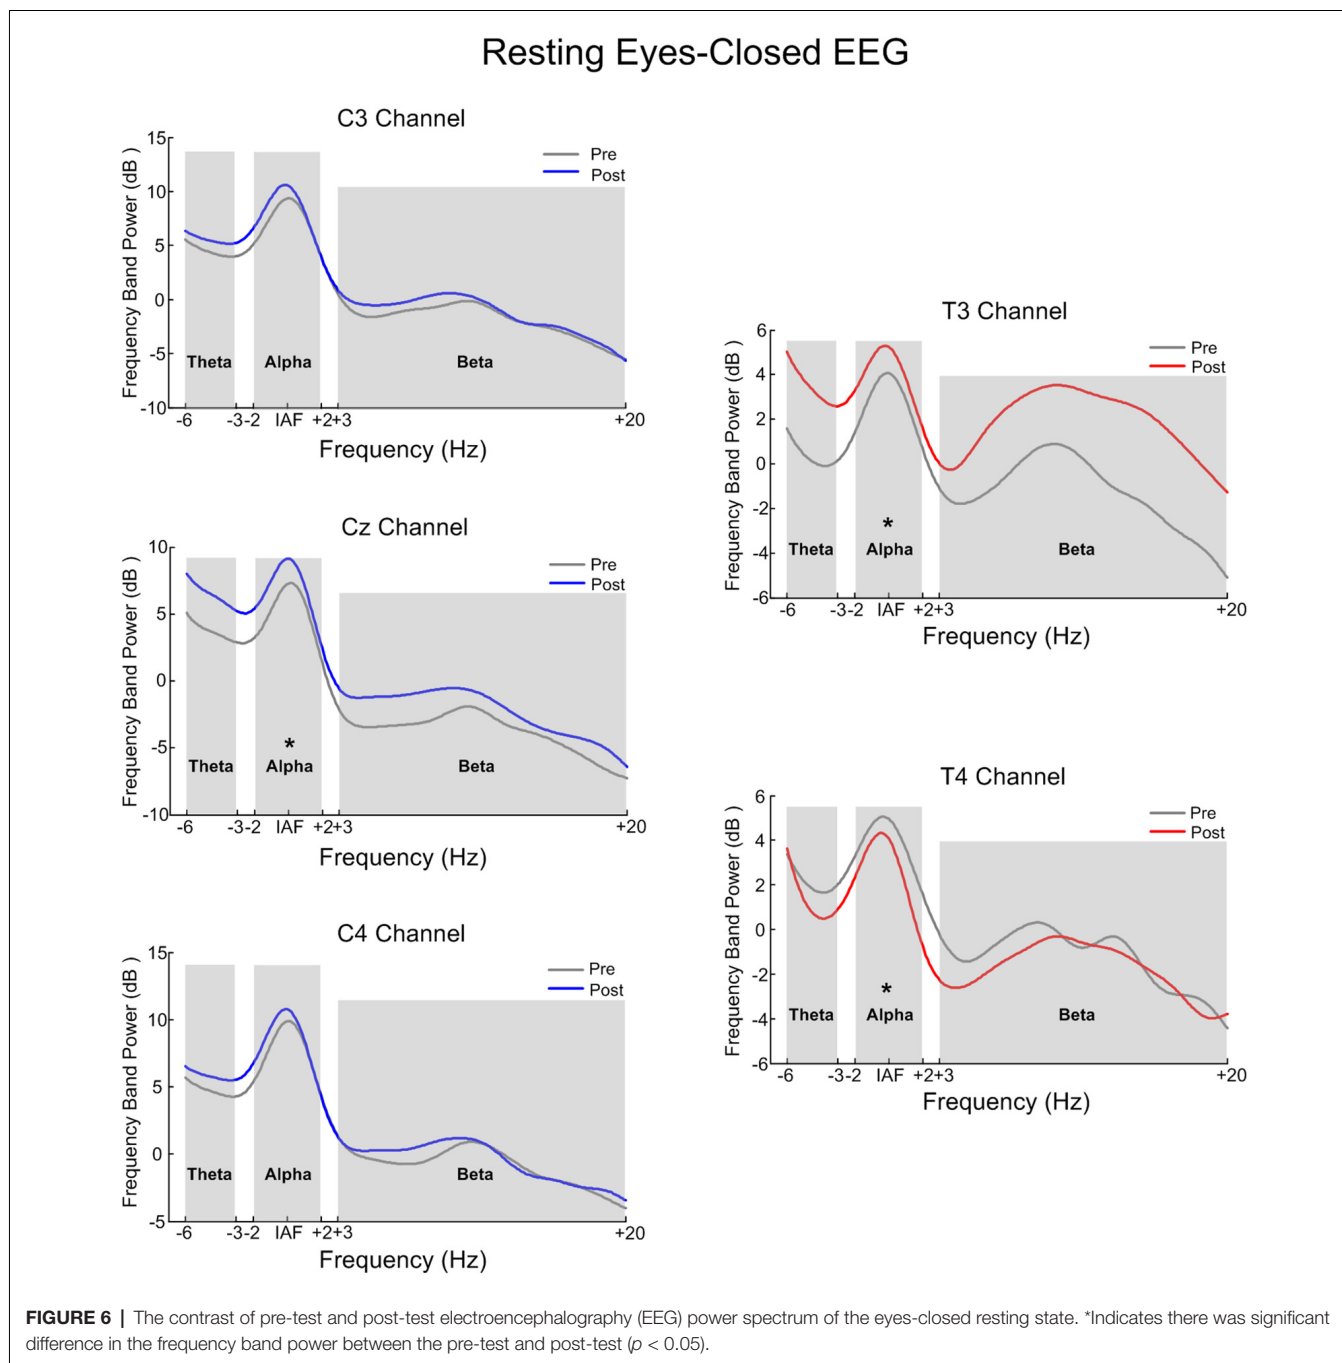 Resting Eyes-Closed EEG
C3 Channel
Frequency Band Power (dB )
15
10
5
0
-5
-10
Pre
Post
Theta
Alpha
Beta
-6 -3 -2 IAF +2 +3 +20
Frequency (Hz)
Cz Channel
Frequency Band Power (dB )
10
5
0
-5
-10
Pre
Post
*
Theta
Alpha
Beta
-6 -3 -2 IAF +2 +3 +20
Frequency (Hz)
C4 Channel
Frequency Band Power (dB )
15
10
5
0
-5
Pre
Post
Theta
Alpha
Beta
-6 -3 -2 IAF +2 +3 +20
Frequency (Hz)
T3 Channel
Frequency Band Power (dB )
6
4
2
0
-2
-4
-6
Pre
Post
*
Theta
Alpha
Beta
-6 -3 -2 IAF +2 +3 +20
Frequency (Hz)
T4 Channel
Frequency Band Power (dB )
6
4
2
0
-2
-4
-6
Pre
Post
*
Theta
Alpha
Beta
-6 -3 -2 IAF +2 +3 +20
Frequency (Hz)
FIGURE 6 | The contrast of pre-test and post-test electroencephalography (EEG) power spectrum of the eyes-closed resting state. *Indicates there was significant
difference in the frequency band power between the pre-test and post-test (p < 0.05).